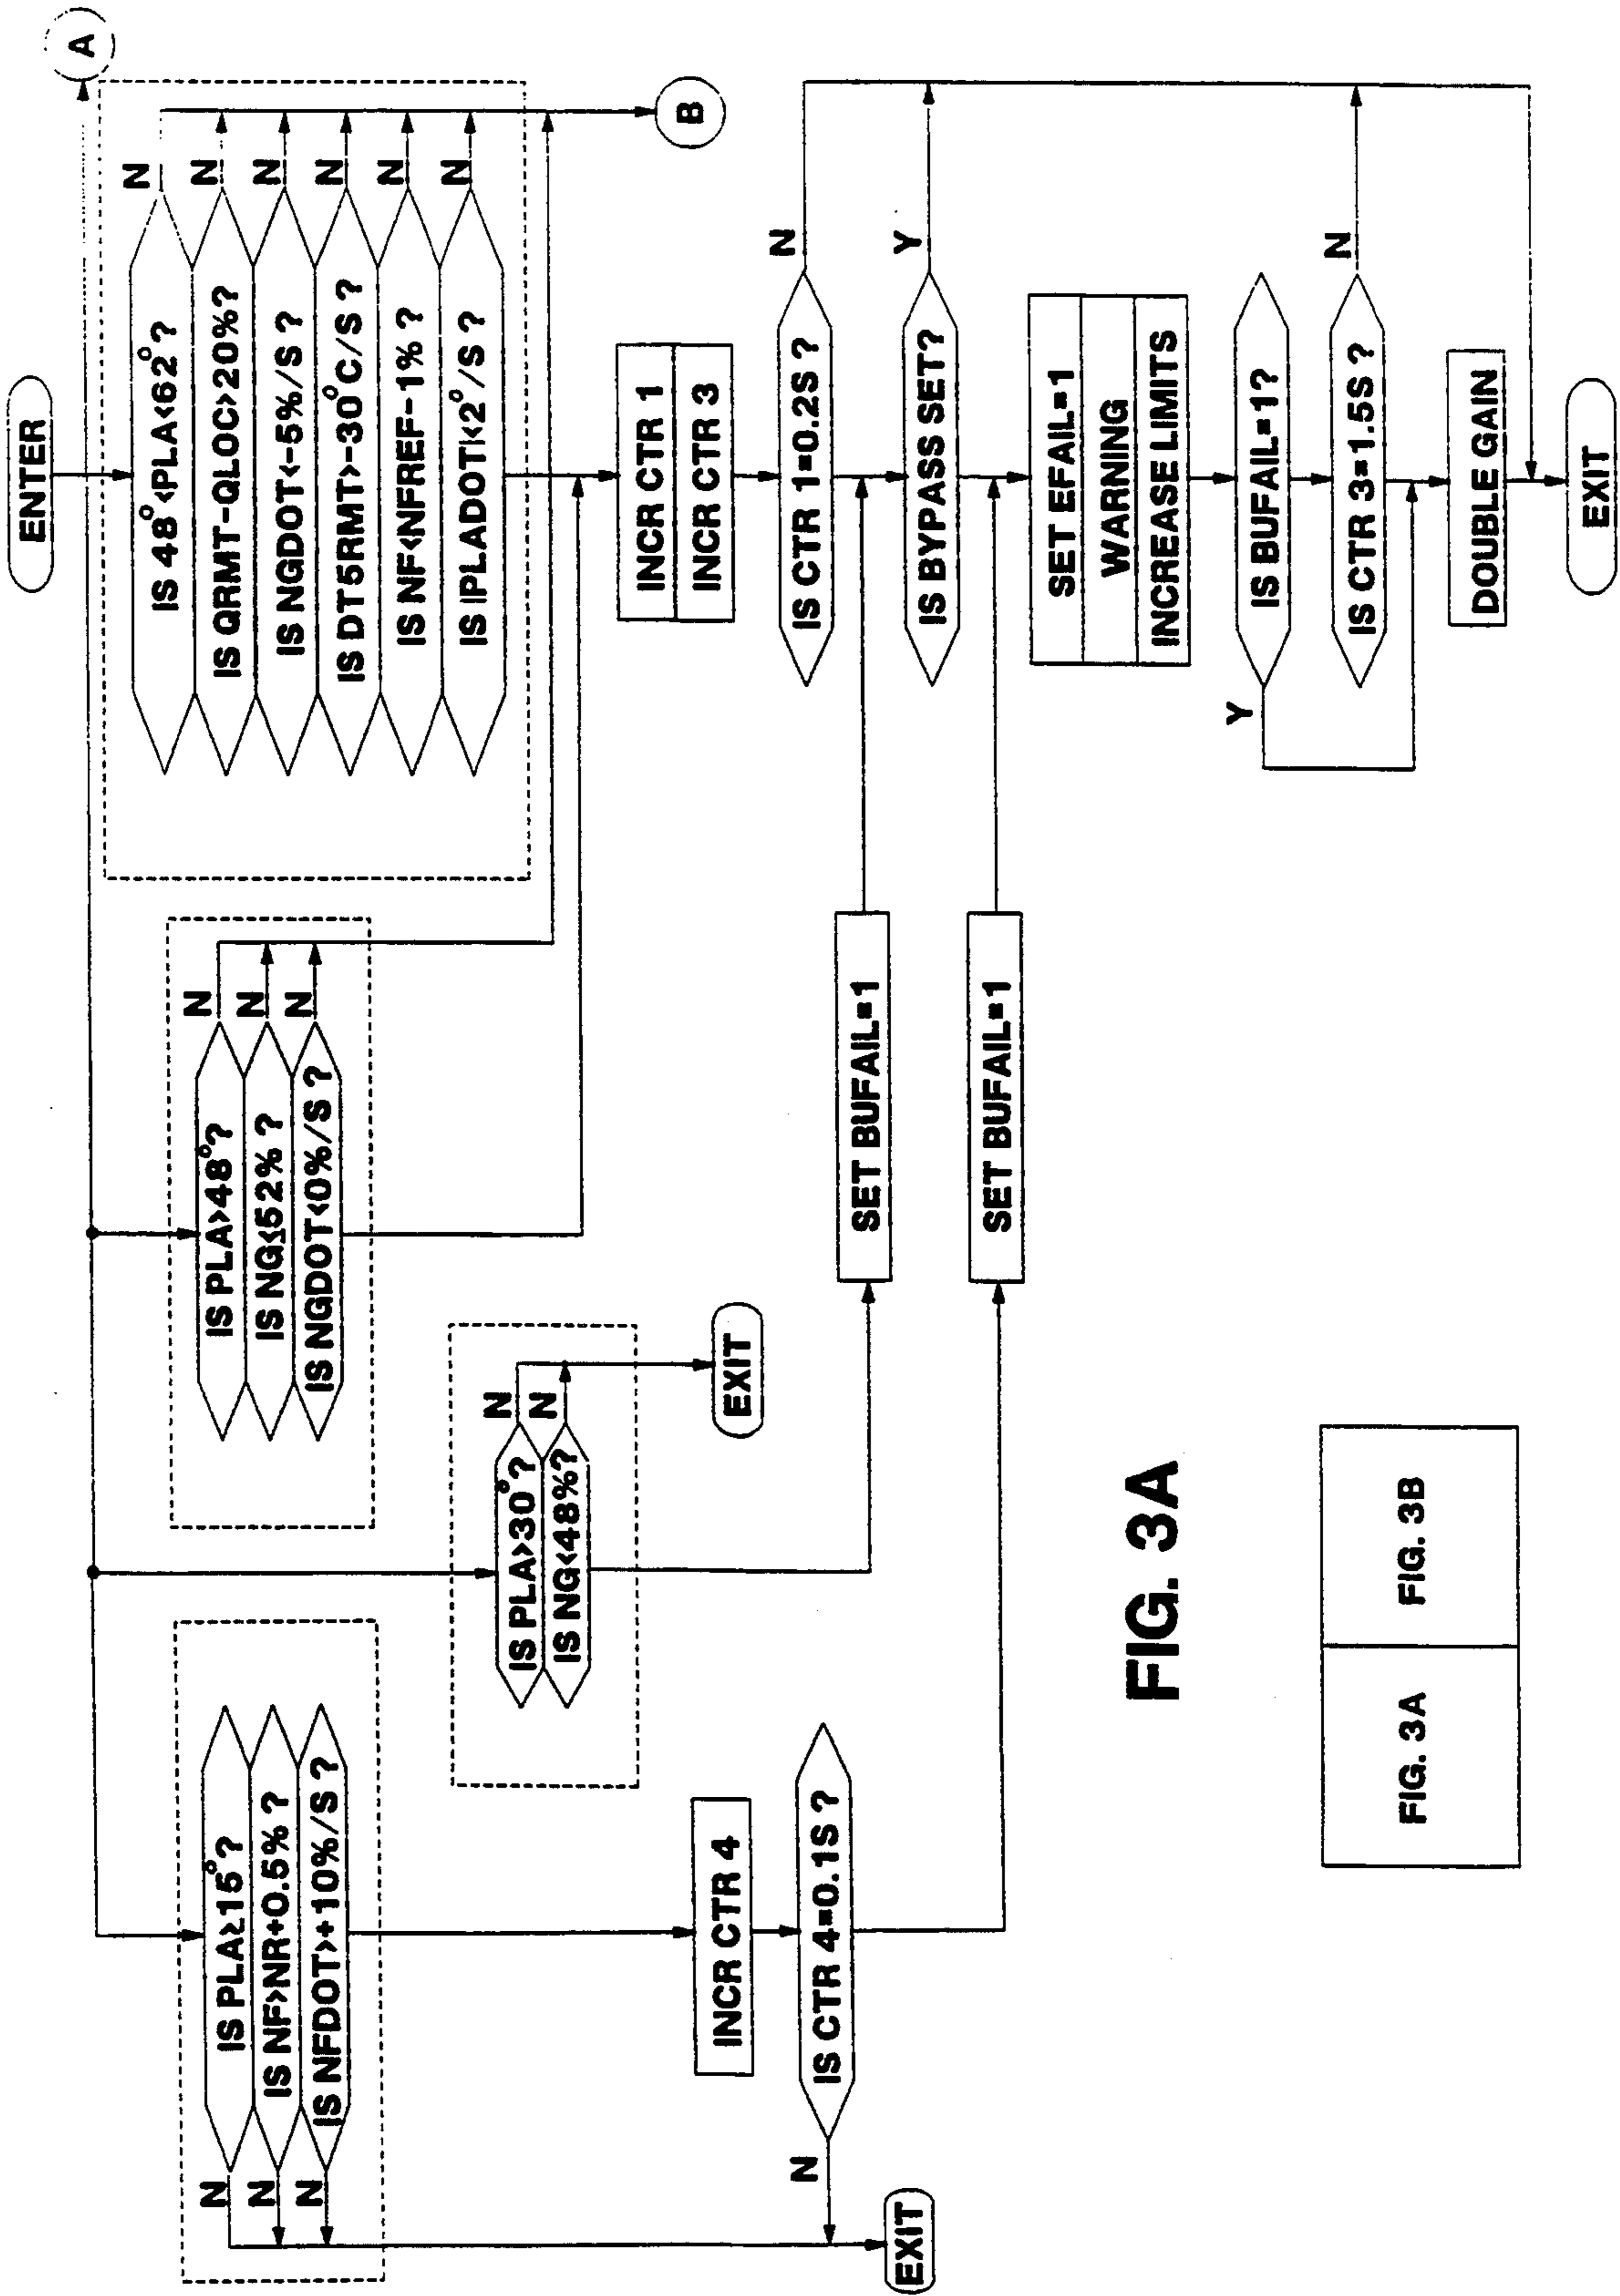 ENTER
A
IS PLA≥15°?
IS NF>NR+0.5% ?
IS NFDOT>+10%/S ?
N
N
N
INCR CTR 4
IS CTR 4=0.1S ?
N
EXIT
IS PLA>30°?
IS NG<48%?
N
N
EXIT
IS PLA>48°?
IS NG≤52% ?
IS NGDOT<0%/S ?
N
N
N
IS 48°<PLA<62° ?
IS QRMT-QLOC>20%?
IS NGDOT<-5%/S ?
IS DT5RMT>-30°C/S ?
IS NF<NFREF-1% ?
IS |PLADOT|<2°/S ?
N
N
N
N
N
N
B
INCR CTR 1
INCR CTR 3
IS CTR 1=0.2S ?
N
SET BUFAIL=1
IS BYPASS SET?
Y
SET BUFAIL=1
SET EFAIL=1
WARNING
INCREASE LIMITS
IS BUFAIL=1?
Y
IS CTR 3=1.5S ?
N
DOUBLE GAIN
EXIT
FIG. 3A
FIG. 3A
FIG. 3B